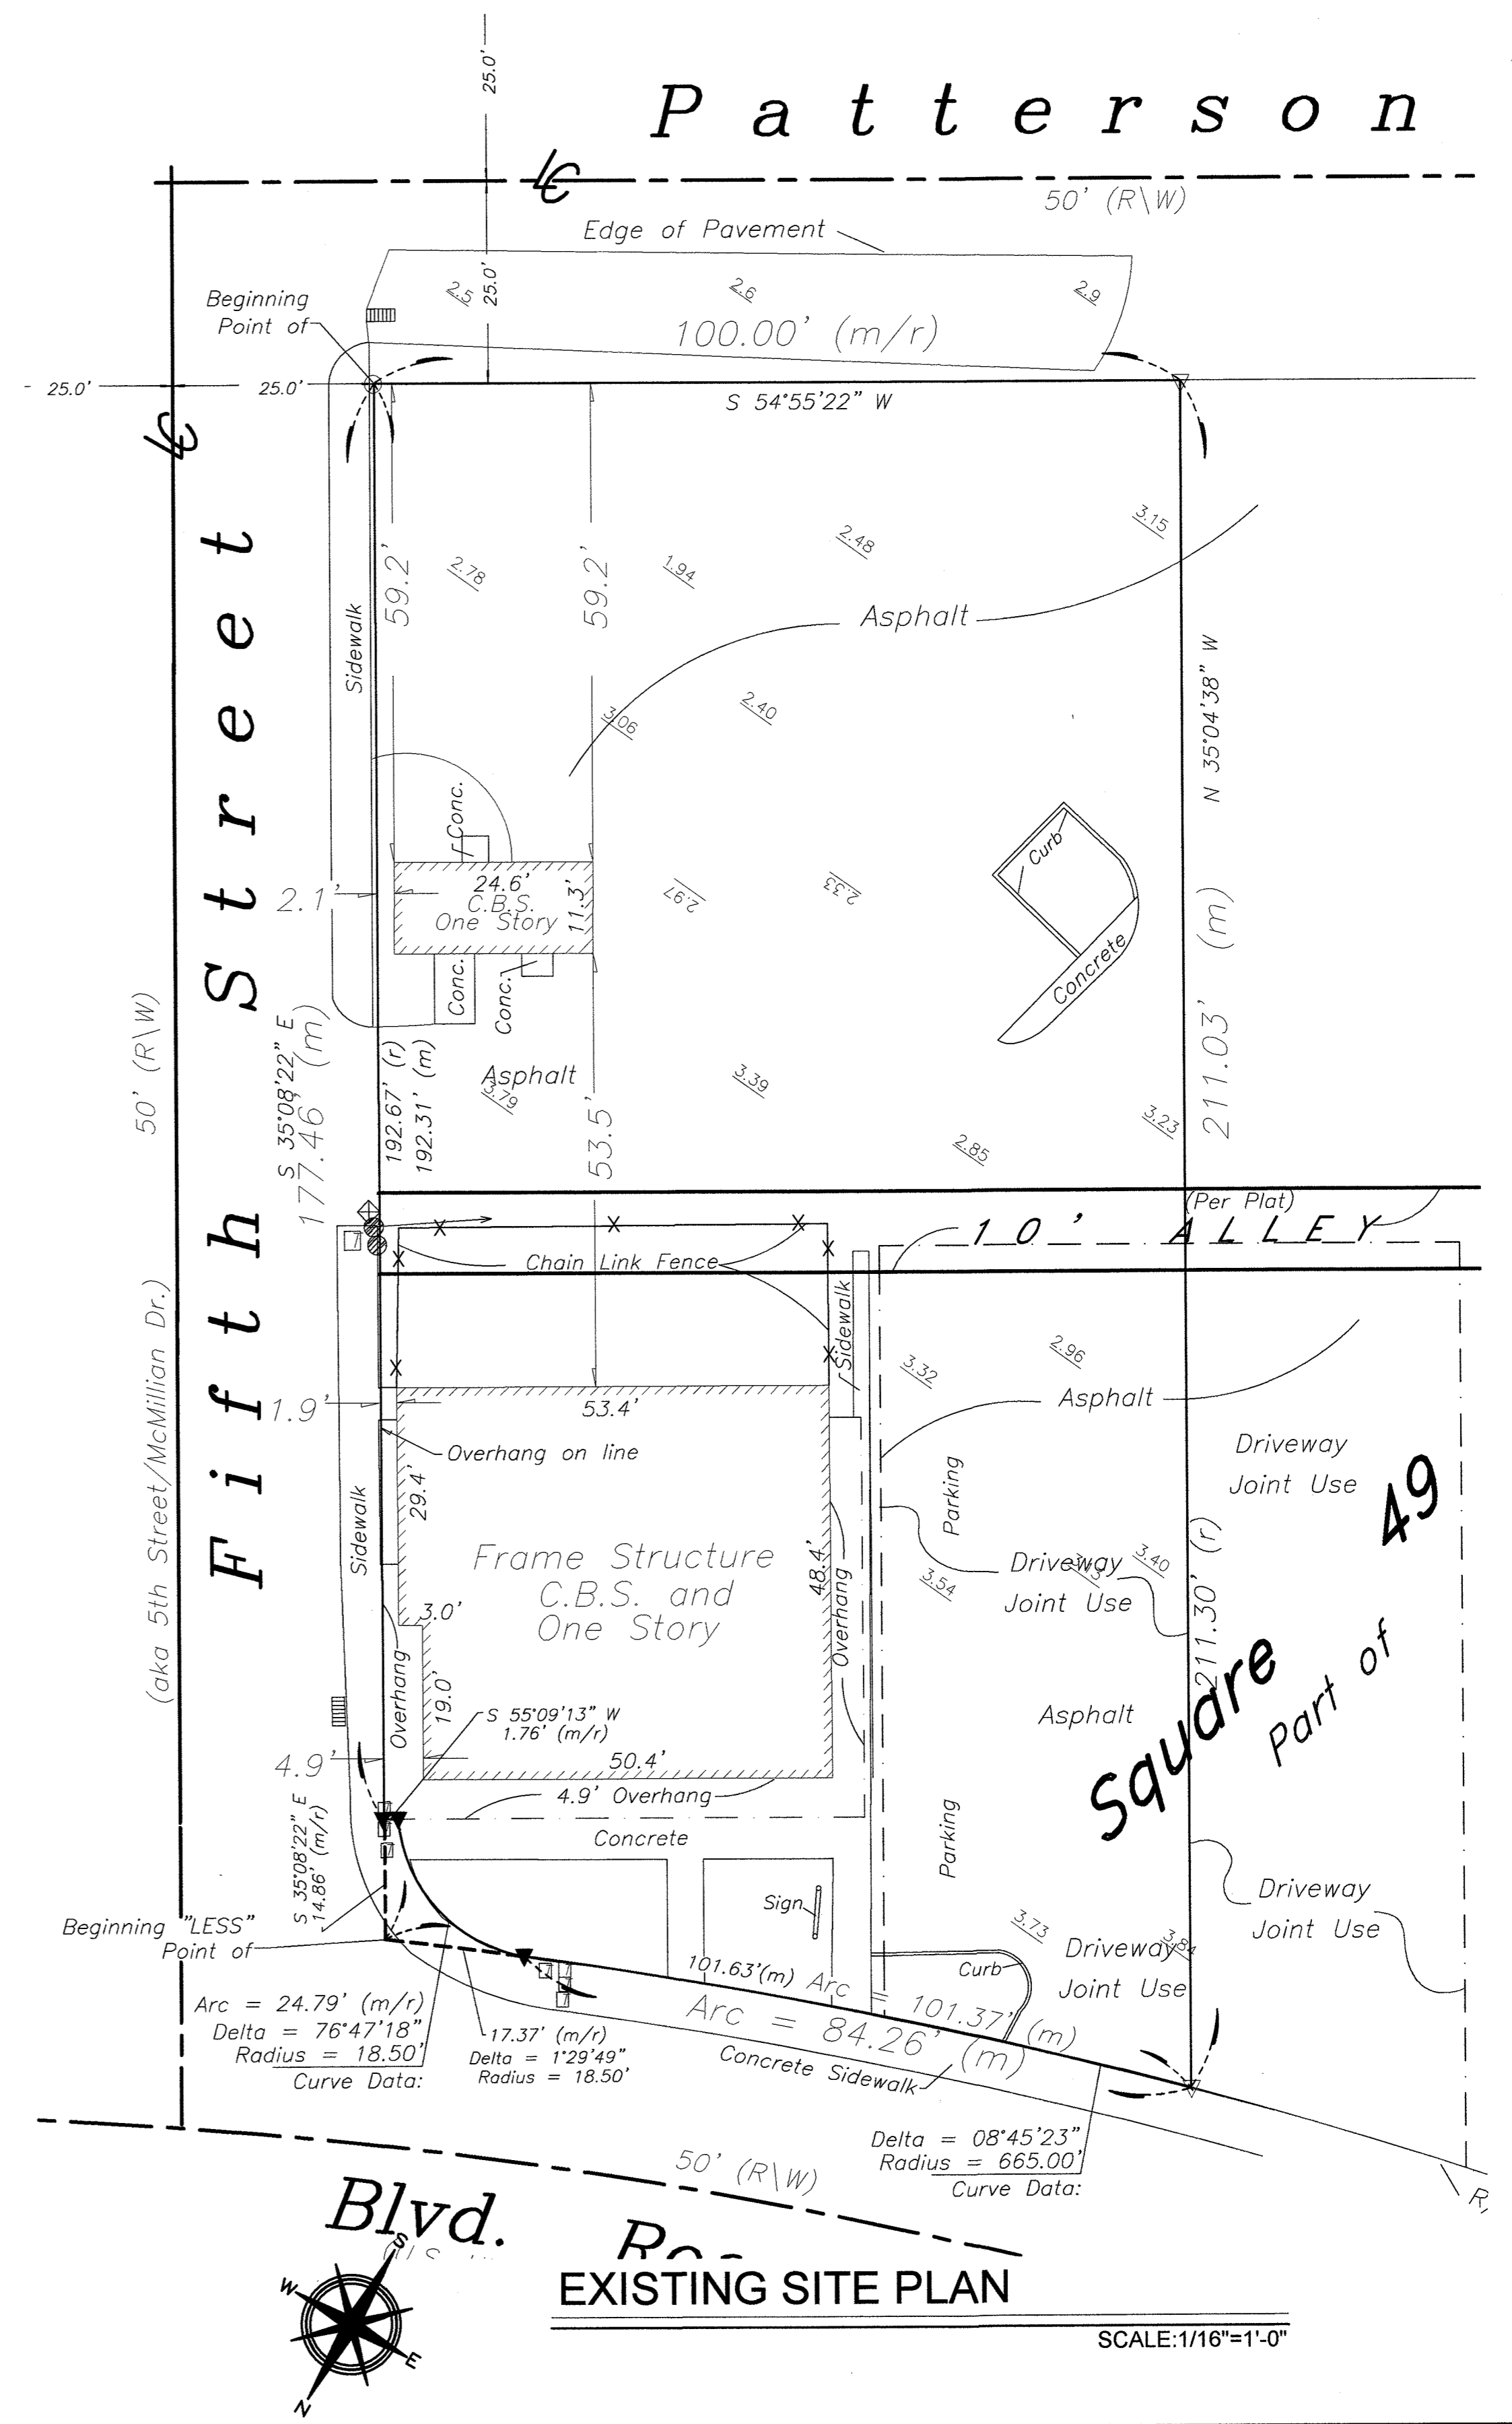 25.0'
Patterson
50' (R\W)
Edge of Pavement
2.5
25.0'
2.6
2.9
Beginning
Point of
100.00' (m/r)
25.0'
25.0'
S 54°55'22" W
Fifth Street
50' (R\W)
(aka 5th Street/McMillian Dr.)
Sidewalk
59.2'
59.2'
2.78
1.94
2.48
3.15
Asphalt
3.06
2.40
N 35°04'38" W
211.03' (m)
Conc.
2.1'
24.6'
C.B.S.
One Story
11.3'
2.97
2.33
Curb
Concrete
Conc.
Conc.
S 35°08'22" E
177.46' (m)
192.67' (r)
192.31' (m)
Asphalt
3.79
53.5'
3.39
2.85
3.23
(Per Plat)
10' ALLEY
Chain Link Fence
Sidewalk
3.32
2.96
1.9'
53.4'
Asphalt
Overhang on line
Sidewalk
29.4'
Frame Structure
C.B.S. and
One Story
48.4'
Overhang
Parking
Driveway
Joint Use
3.54
3.40
Driveway
Joint Use
49
Square
Part of
211.30' (r)
3.0'
Overhang
19.0'
S 55°09'13" W
1.76' (m/r)
Asphalt
4.9'
50.4'
4.9' Overhang
Concrete
Parking
S 35°08'22" E
14.86' (m/r)
Sign
Beginning "LESS"
Point of
3.73
Driveway
Joint Use
3.84
Driveway
Joint Use
Curb
101.63'(m)
Arc = 101.37' (m)
Arc = 84.26' (m)
Arc = 24.79' (m/r)
Delta = 76°47'18"
Radius = 18.50'
Curve Data:
17.37' (m/r)
Delta = 1°29'49"
Radius = 18.50'
Concrete Sidewalk
Delta = 08°45'23"
Radius = 665.00'
Curve Data:
50' (R\W)
R
Blvd.
S
W
E
N
EXISTING SITE PLAN
SCALE:1/16"=1'-0"